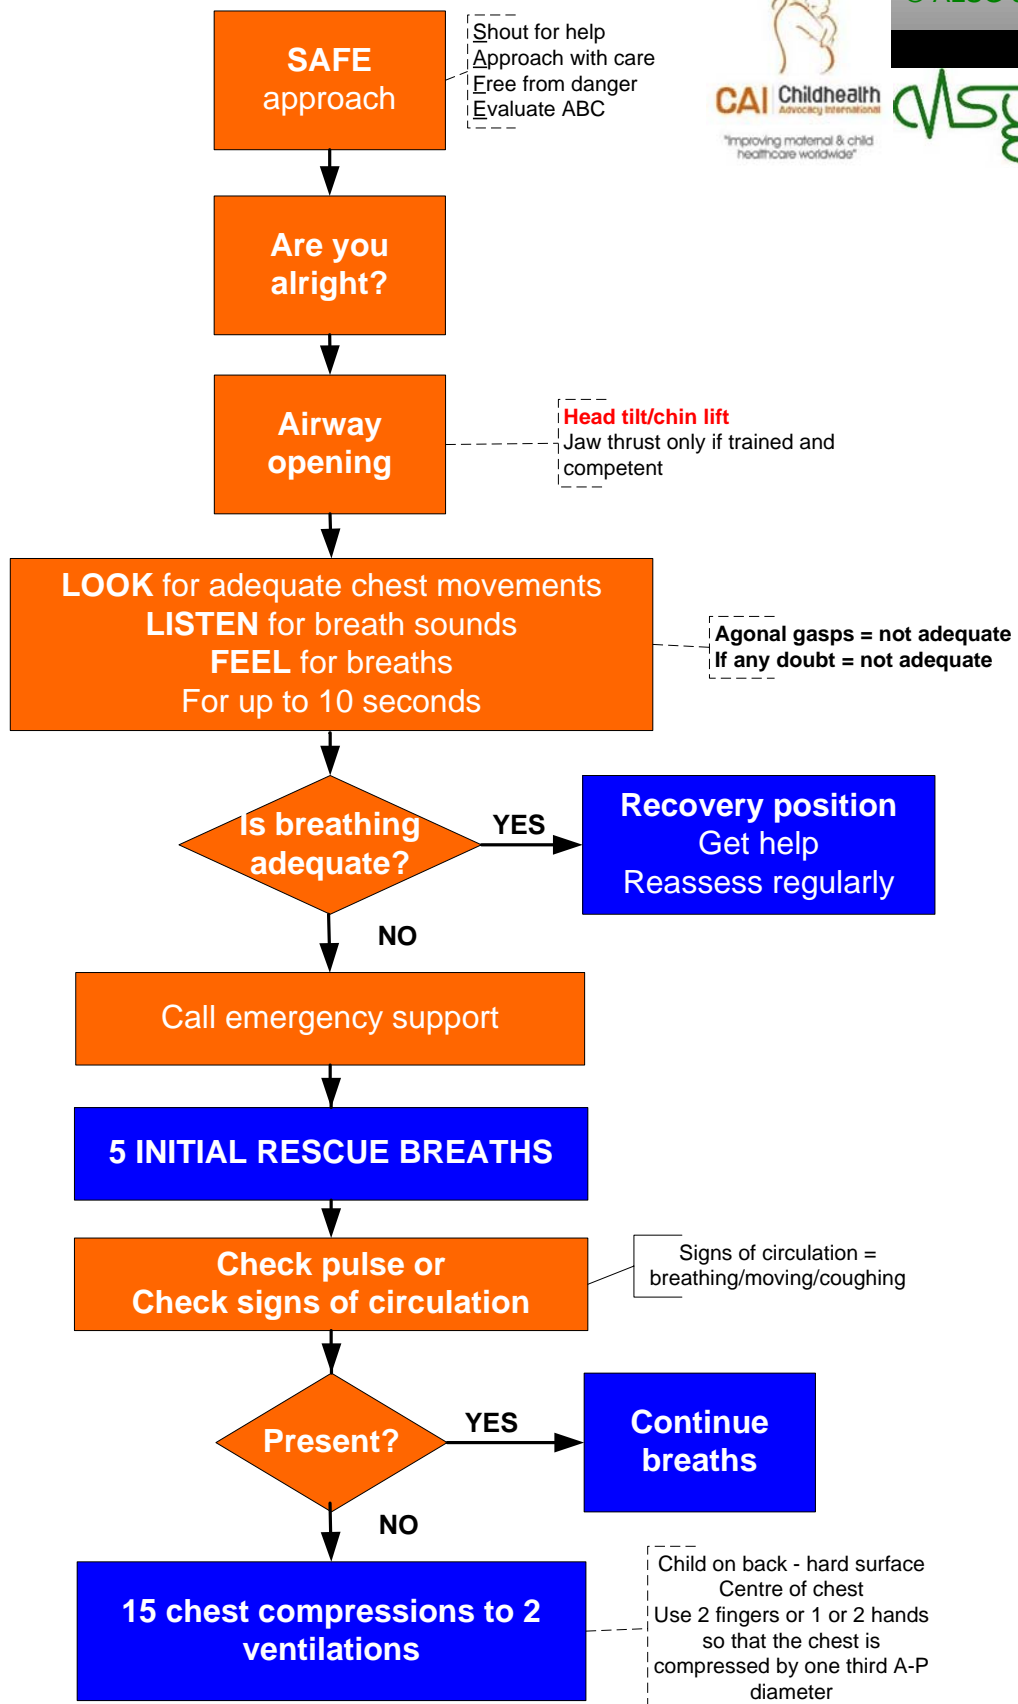 SAFE
approach
Shout for help
Approach with care
Free from danger
Evaluate ABC
CAI Childhealth
Advocacy International
"Improving maternal & child
healthcare worldwide"
Are you
alright?
Airway
opening
Head tilt/chin lift
Jaw thrust only if trained and
competent
LOOK for adequate chest movements
LISTEN for breath sounds
FEEL for breaths
For up to 10 seconds
Agonal gasps = not adequate
If any doubt = not adequate
Is breathing
adequate?
YES
Recovery position
Get help
Reassess regularly
NO
Call emergency support
5 INITIAL RESCUE BREATHS
Check pulse or
Check signs of circulation
Signs of circulation =
breathing/moving/coughing
Present?
YES
Continue
breaths
NO
15 chest compressions to 2
ventilations
Child on back - hard surface
Centre of chest
Use 2 fingers or 1 or 2 hands
so that the chest is
compressed by one third A-P
diameter